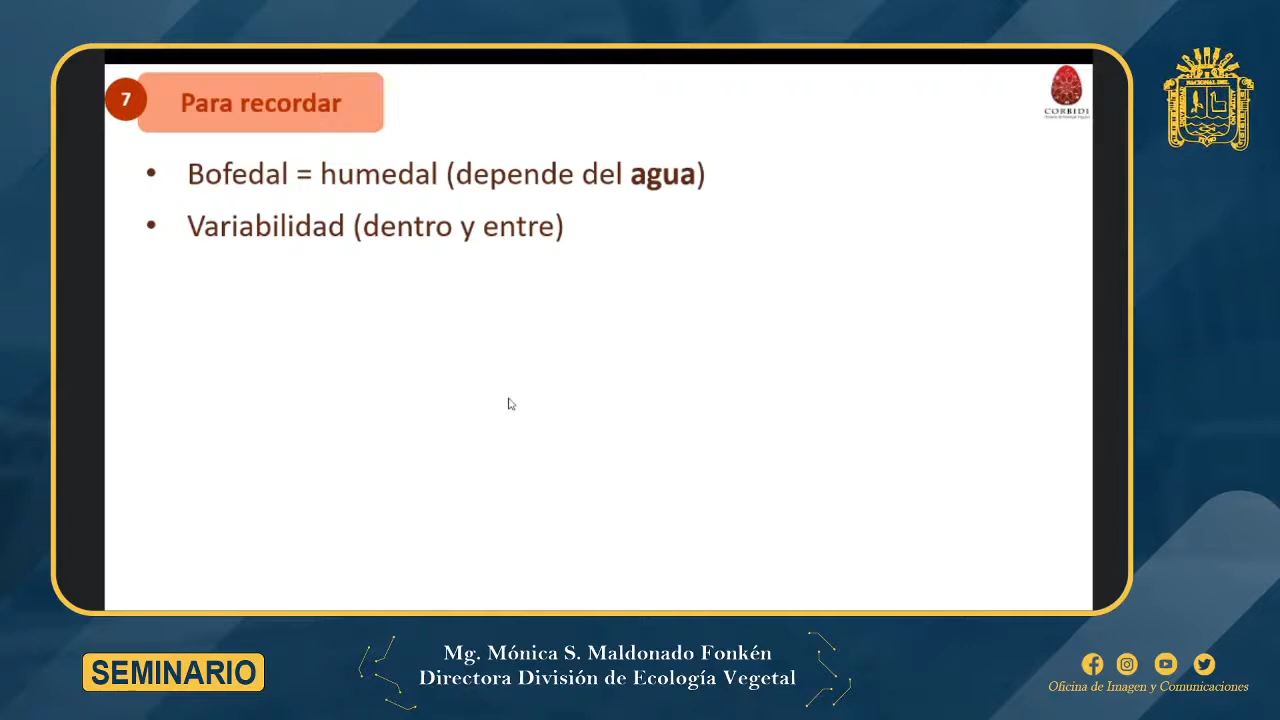 7
Para recordar
CORBIDI
• Bofedal = humedal (depende del agua)
• Variabilidad (dentro y entre)
SEMINARIO
Mg. Mónica S. Maldonado Fonkén
Directora División de Ecología Vegetal
Oficina de Imagen y Comunicaciones